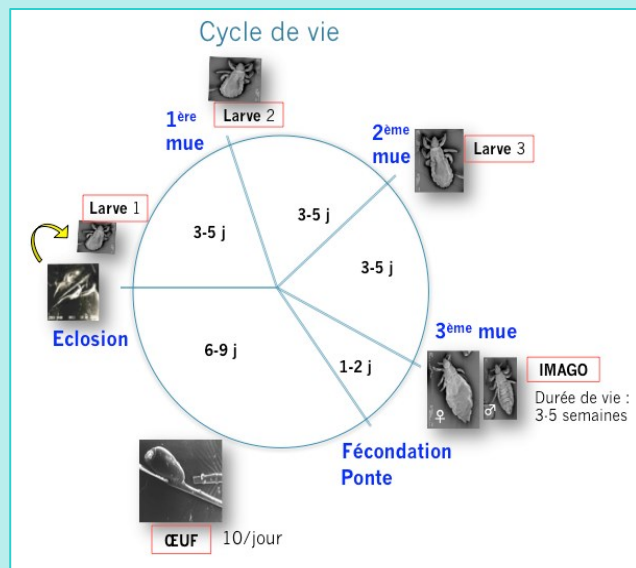 Cycle de vie
Larve 2
1ère
mue
2ème
mue
Larve 3
Larve 1
3-5 j
3-5 j
3-5 j
Eclosion
6-9 j
1-2 j
3ème mue
IMAGO
Durée de vie :
3-5 semaines
♀
♂
Fécondation
Ponte
ŒUF 10/jour